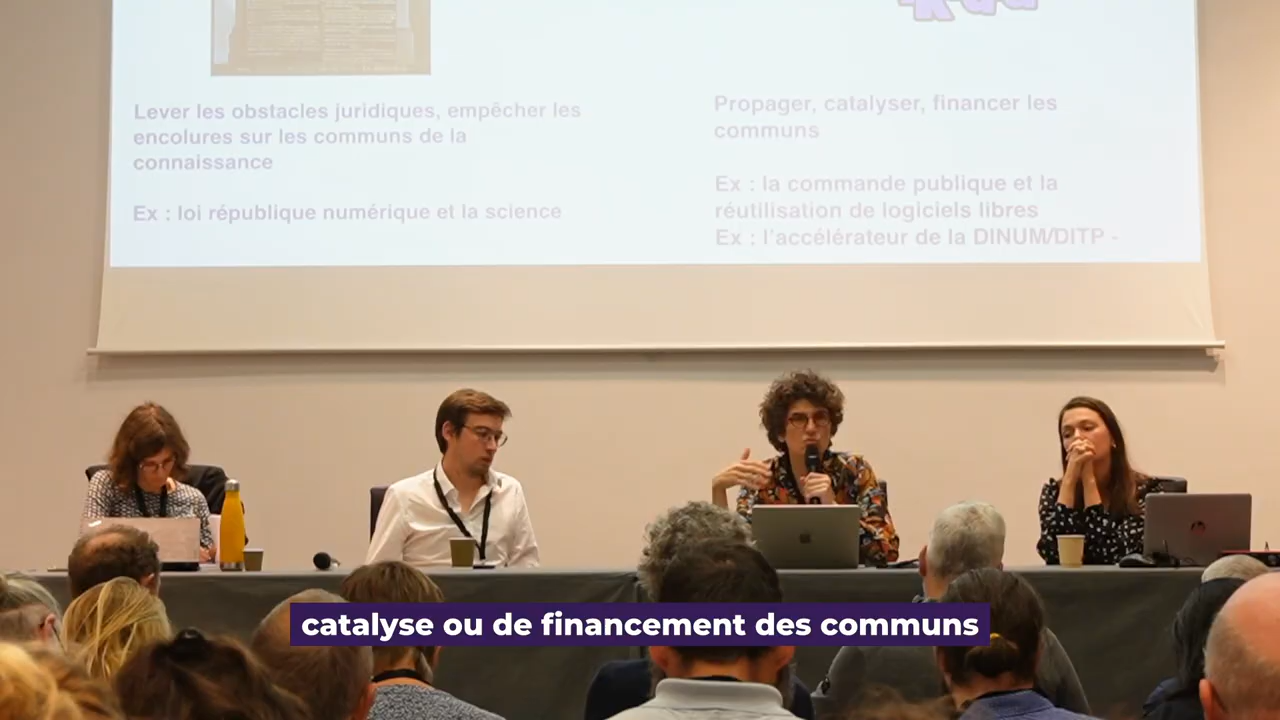 Lever les obstacles juridiques, empêcher les
encolures sur les communs de la
connaissance
Ex : loi république numérique et la science
Propager, catalyser, financer les
communs
Ex : la commande publique et la
réutilisation de logiciels libres
Ex : l'accélérateur de la DINUM/DITP -
catalyse ou de financement des communs